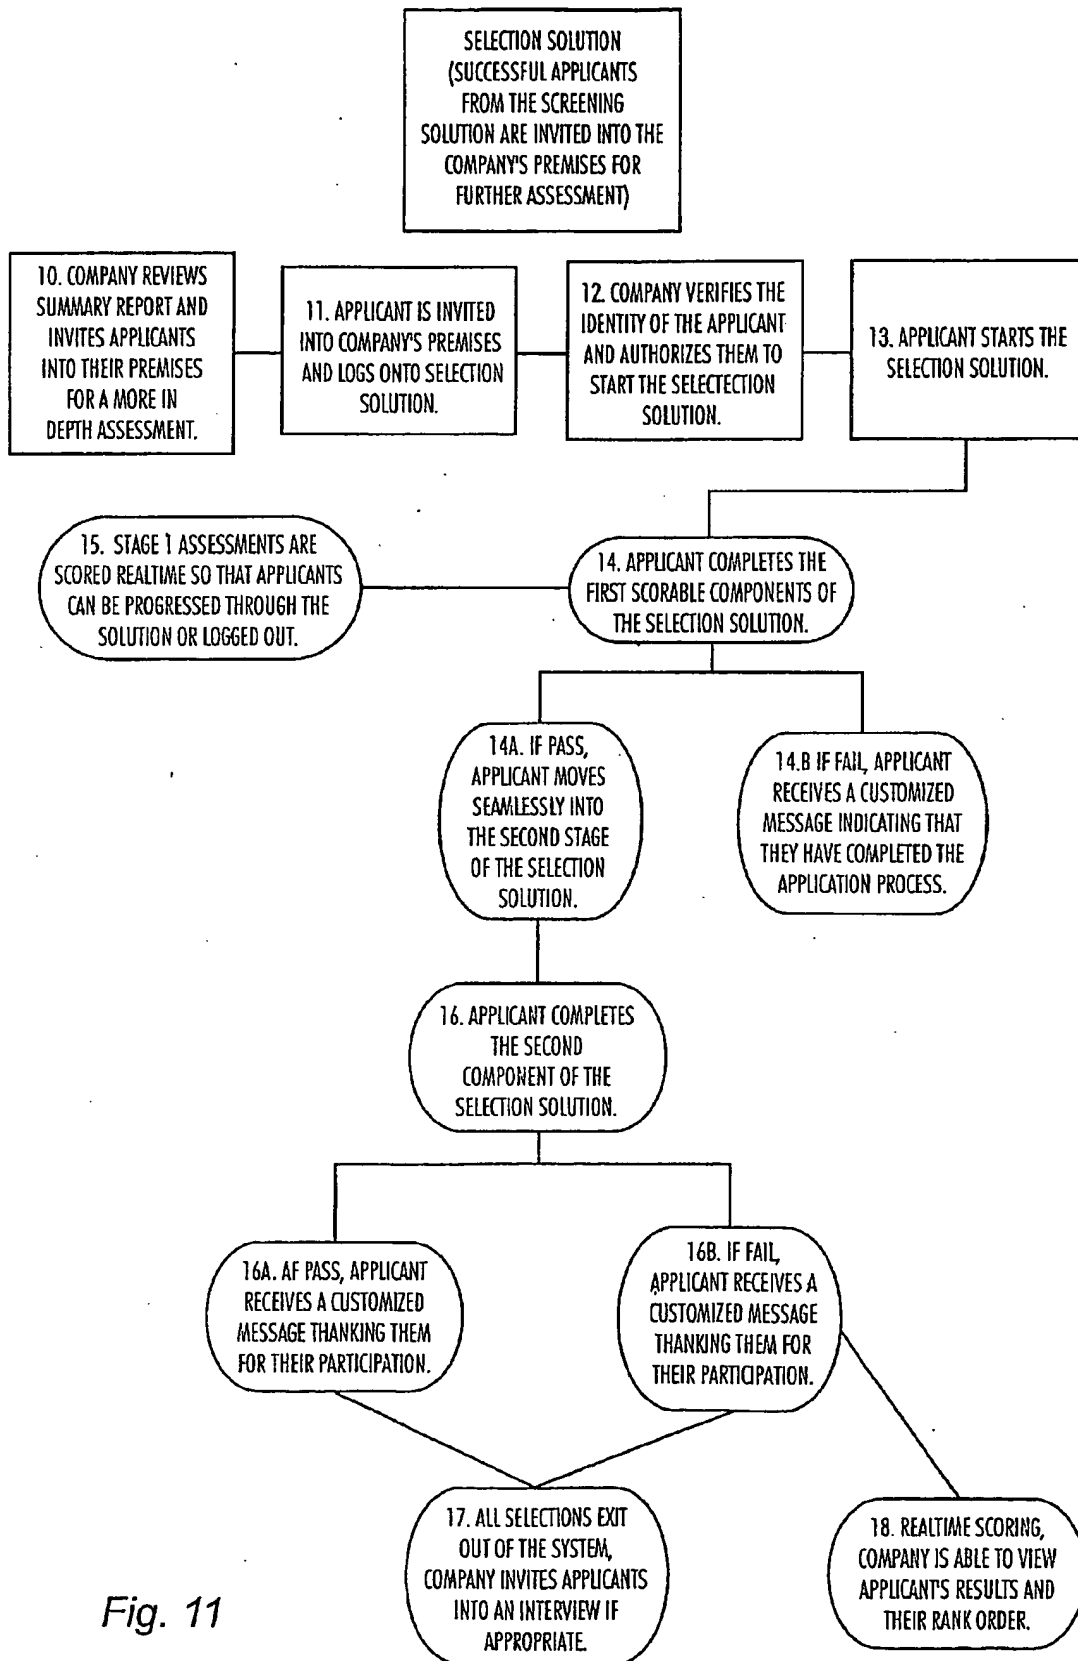 SELECTION SOLUTION
(SUCCESSFUL APPLICANTS
FROM THE SCREENING
SOLUTION ARE INVITED INTO THE
COMPANY'S PREMISES FOR
FURTHER ASSESSMENT)
10. COMPANY REVIEWS
SUMMARY REPORT AND
INVITES APPLICANTS
INTO THEIR PREMISES
FOR A MORE IN
DEPTH ASSESSMENT.
11. APPLICANT IS INVITED
INTO COMPANY'S PREMISES
AND LOGS ONTO SELECTION
SOLUTION.
12. COMPANY VERIFIES THE
IDENTITY OF THE APPLICANT
AND AUTHORIZES THEM TO
START THE SELECTECTION
SOLUTION.
13. APPLICANT STARTS THE
SELECTION SOLUTION.
15. STAGE 1 ASSESSMENTS ARE
SCORED REALTIME SO THAT APPLICANTS
CAN BE PROGRESSED THROUGH THE
SOLUTION OR LOGGED OUT.
14. APPLICANT COMPLETES THE
FIRST SCORABLE COMPONENTS OF
THE SELECTION SOLUTION.
14A. IF PASS,
APPLICANT MOVES
SEAMLESSLY INTO
THE SECOND STAGE
OF THE SELECTION
SOLUTION.
14.B IF FAIL, APPLICANT
RECEIVES A CUSTOMIZED
MESSAGE INDICATING THAT
THEY HAVE COMPLETED THE
APPLICATION PROCESS.
16. APPLICANT COMPLETES
THE SECOND
COMPONENT OF THE
SELECTION SOLUTION.
16A. AF PASS, APPLICANT
RECEIVES A CUSTOMIZED
MESSAGE THANKING THEM
FOR THEIR PARTICIPATION.
16B. IF FAIL,
APPLICANT RECEIVES A
CUSTOMIZED MESSAGE
THANKING THEM FOR
THEIR PARTICIPATION.
17. ALL SELECTIONS EXIT
OUT OF THE SYSTEM,
COMPANY INVITES APPLICANTS
INTO AN INTERVIEW IF
APPROPRIATE.
18. REALTIME SCORING,
COMPANY IS ABLE TO VIEW
APPLICANT'S RESULTS AND
THEIR RANK ORDER.
Fig. 11